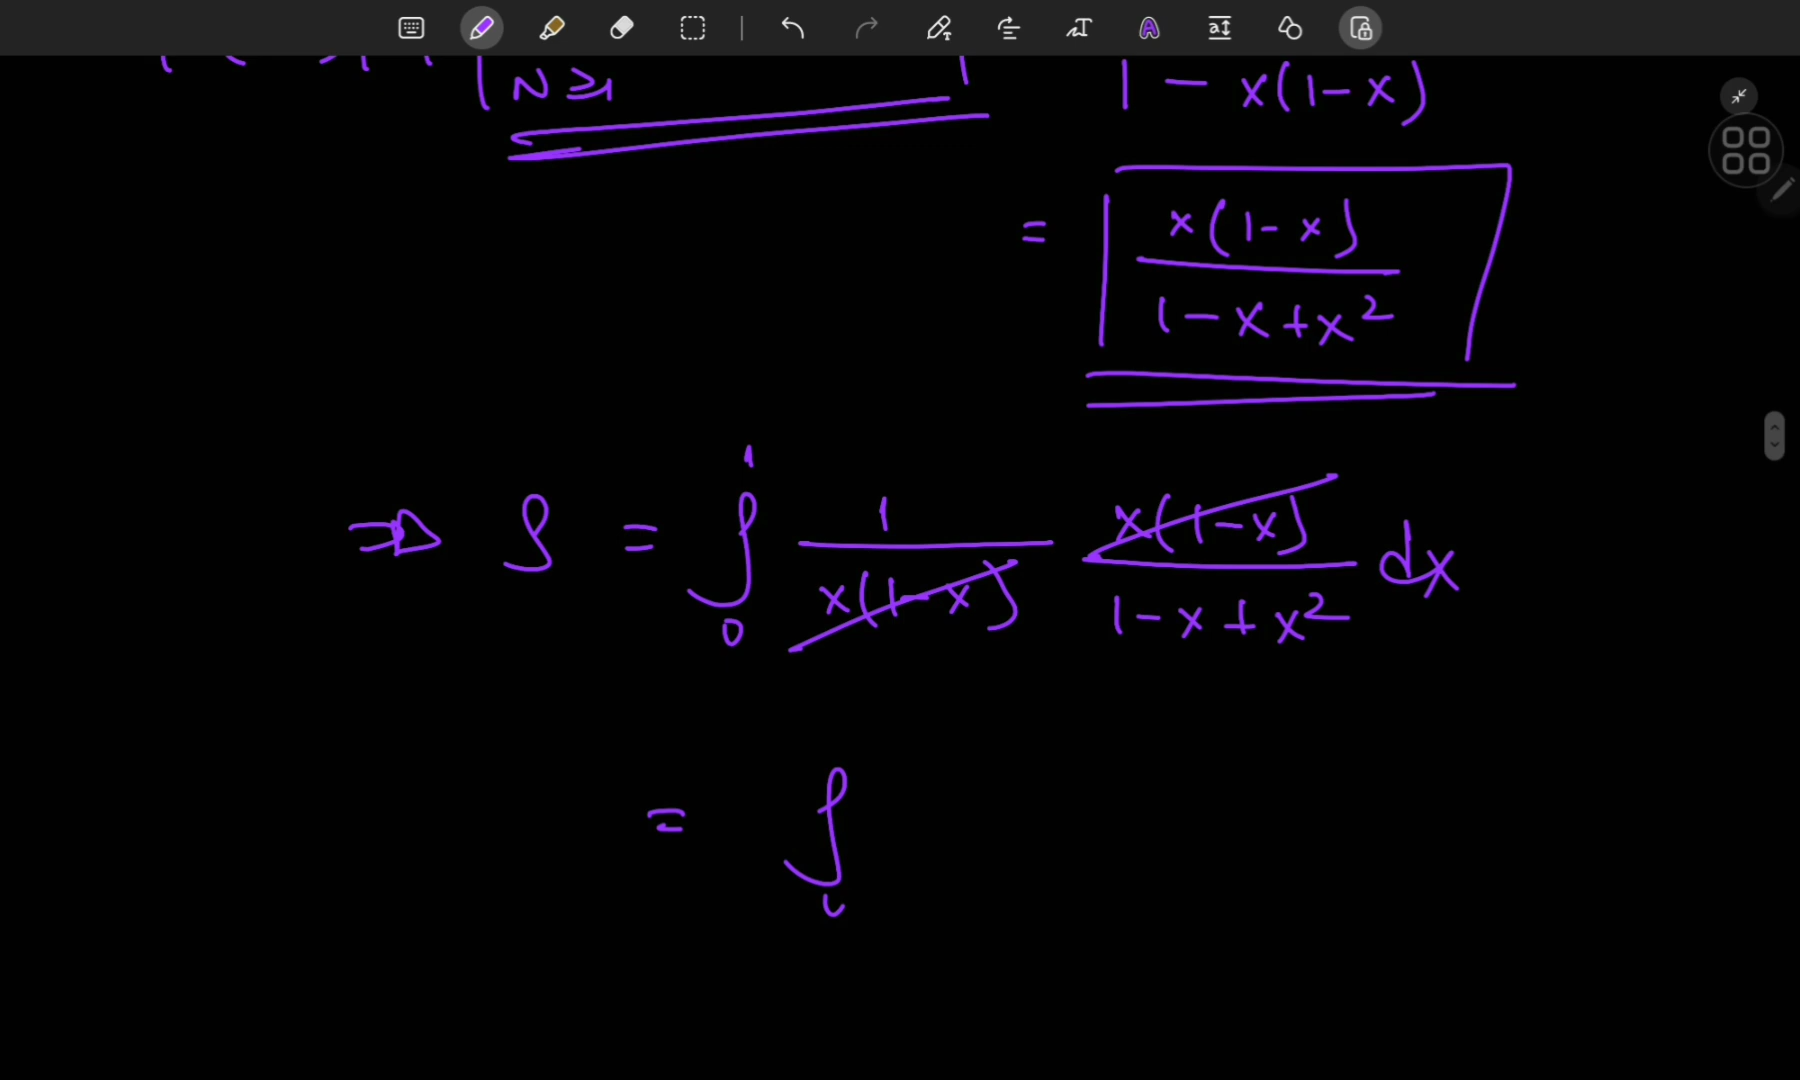 N ≥ 1
1 - x(1-x)
= x(1-x) / 1-x+x²
⇒ S = ∫₀¹ 1 / x(1-x) x(1-x) / 1-x+x² dx
= ∫